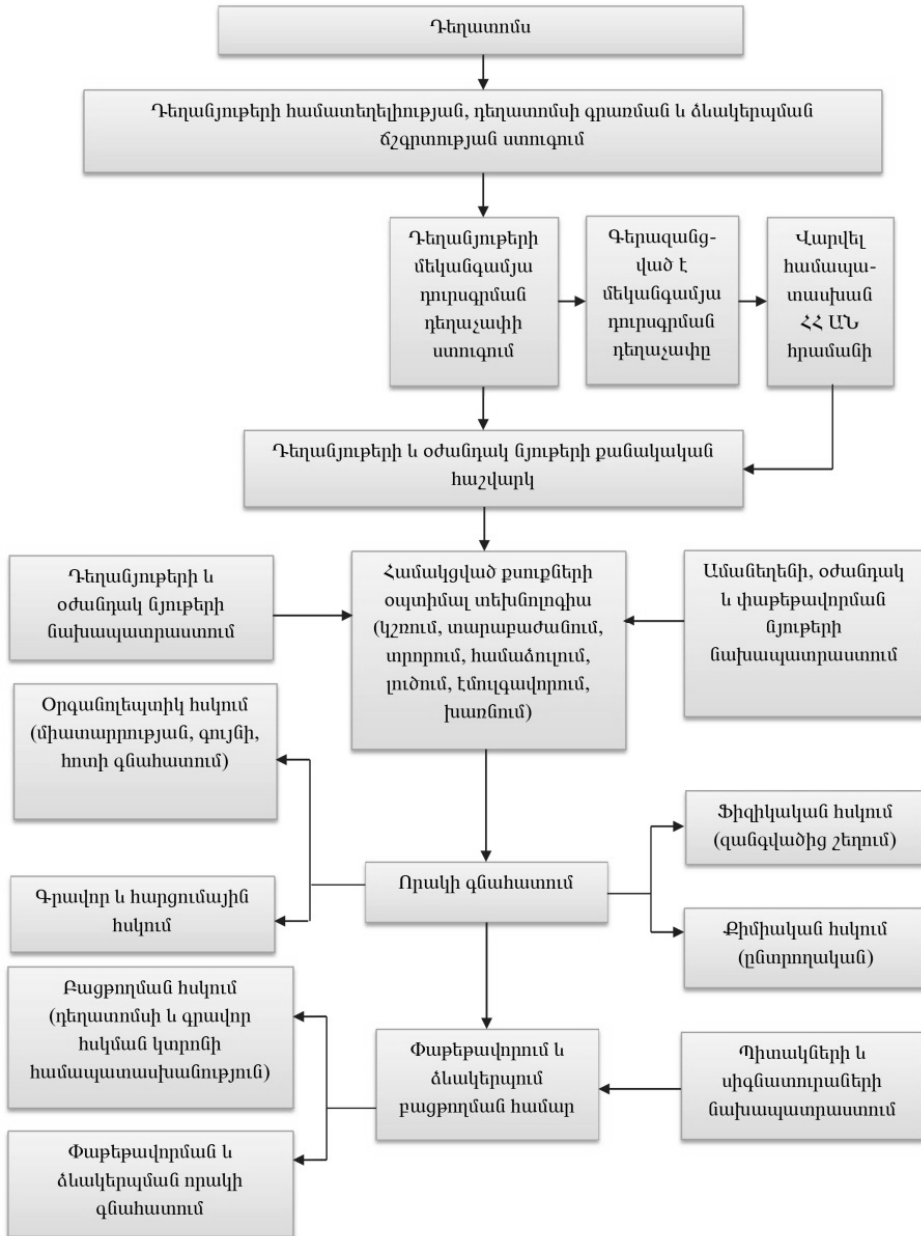 Դեղատոմս
Դեղանյութերի համատեղելիության, դեղատոմսի գրառման և ձևակերպման
ճշգրտության ստուգում
Դեղանյութերի
մեկանգամյա
դուրսգրման
դեղաչափի
ստուգում
Գերազանց-
ված է
մեկանգամյա
դուրսգրման
դեղաչափը
Վարվել
համապա-
տասխան
ՀՀ ԱՆ
հրամանի
Դեղանյութերի և օժանդակ նյութերի քանակական
հաշվարկ
Դեղանյութերի և
օժանդակ նյութերի
նախապատրաստում
Համակցված քսուքների
օպտիմալ տեխնոլոգիա
(կշռում, տարաբաժանում,
տրորում, համաձուլում,
լուծում, էմուլգավորում,
խառնում)
Ամանեղենի, օժանդակ
և փաթեթավորման
նյութերի
նախապատրաստում
Օրգանոլեպտիկ հսկում
(միատարրության, գույնի,
հոտի գնահատում)
Ֆիզիկական հսկում
(զանգվածից շեղում)
Որակի գնահատում
Գրավոր և հարցումային
հսկում
Քիմիական հսկում
(ընտրողական)
Բացթողման հսկում
(դեղատոմսի և գրավոր
հսկման կտրոնի
համապատասխանություն)
Փաթեթավորում և
ձևակերպում
բացթողման համար
Պիտակների և
սիգնատուրաների
նախապատրաստում
Փաթեթավորման և
ձևակերպման որակի
գնահատում